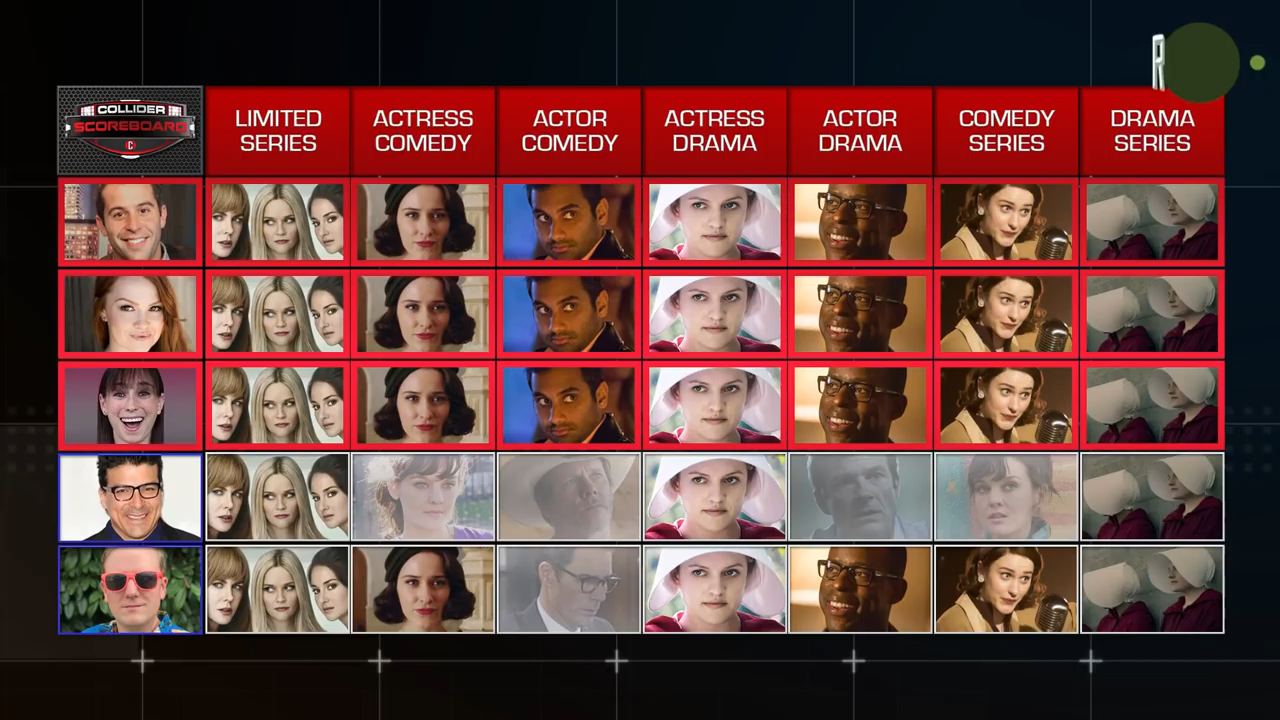 R
COLLIDER
SCOREBOARD
C
LIMITED
SERIES
ACTRESS
COMEDY
ACTOR
COMEDY
ACTRESS
DRAMA
ACTOR
DRAMA
COMEDY
SERIES
DRAMA
SERIES